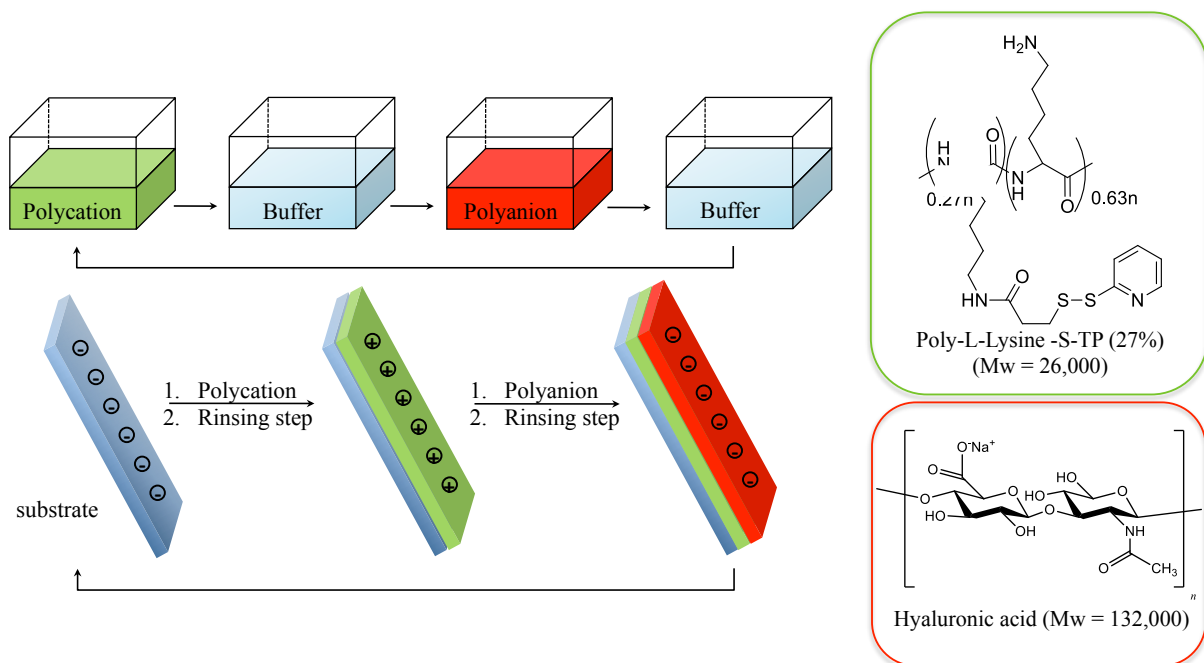 Polycation
Buffer
Polyanion
Buffer
substrate
1. Polycation
2. Rinsing step
1. Polyanion
2. Rinsing step
- - - - - -
+ + + + + +
- - - - - -
H₂N
H
N
O
N
H
O
0.27n
0.63n
HN
O
S
S
N
Poly-L-Lysine -S-TP (27%)
(Mw = 26,000)
O⁻Na⁺
O
O
HO
O
OH
O
HO
HO
O
NH
O
CH₃
n
Hyaluronic acid (Mw = 132,000)